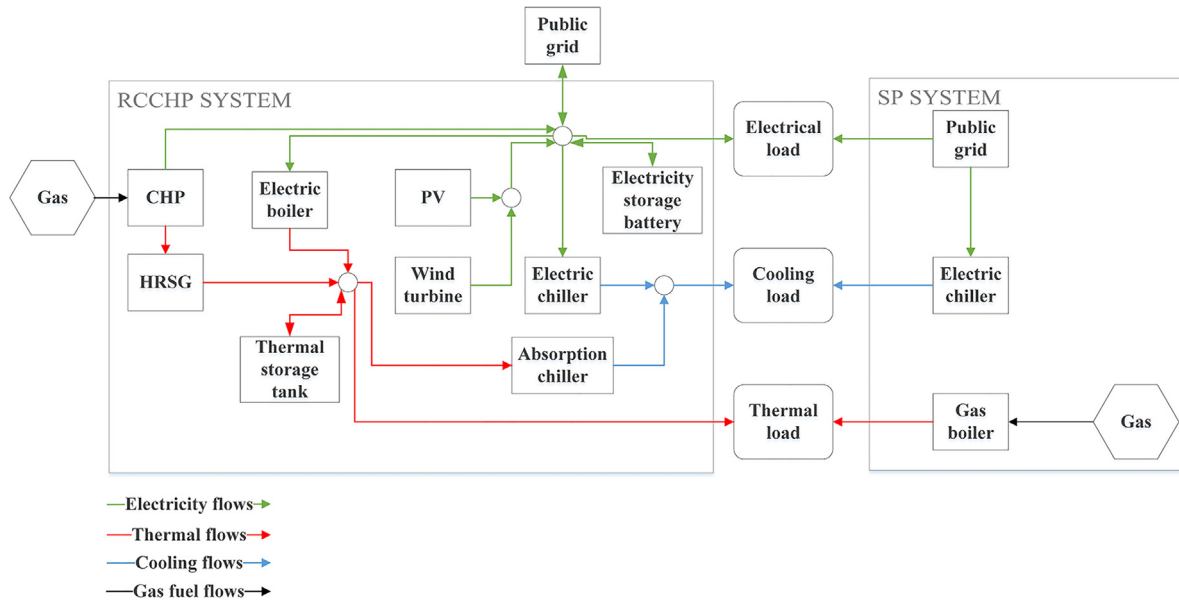 Public
grid
RCCHP SYSTEM
SP SYSTEM
Electrical
load
Public
grid
Gas
CHP
Electric
boiler
PV
Electricity
storage
battery
HRSG
Wind
turbine
Electric
chiller
Cooling
load
Electric
chiller
Thermal
storage
tank
Absorption
chiller
Thermal
load
Gas
boiler
Gas
Electricity flows
Thermal flows
Cooling flows
Gas fuel flows